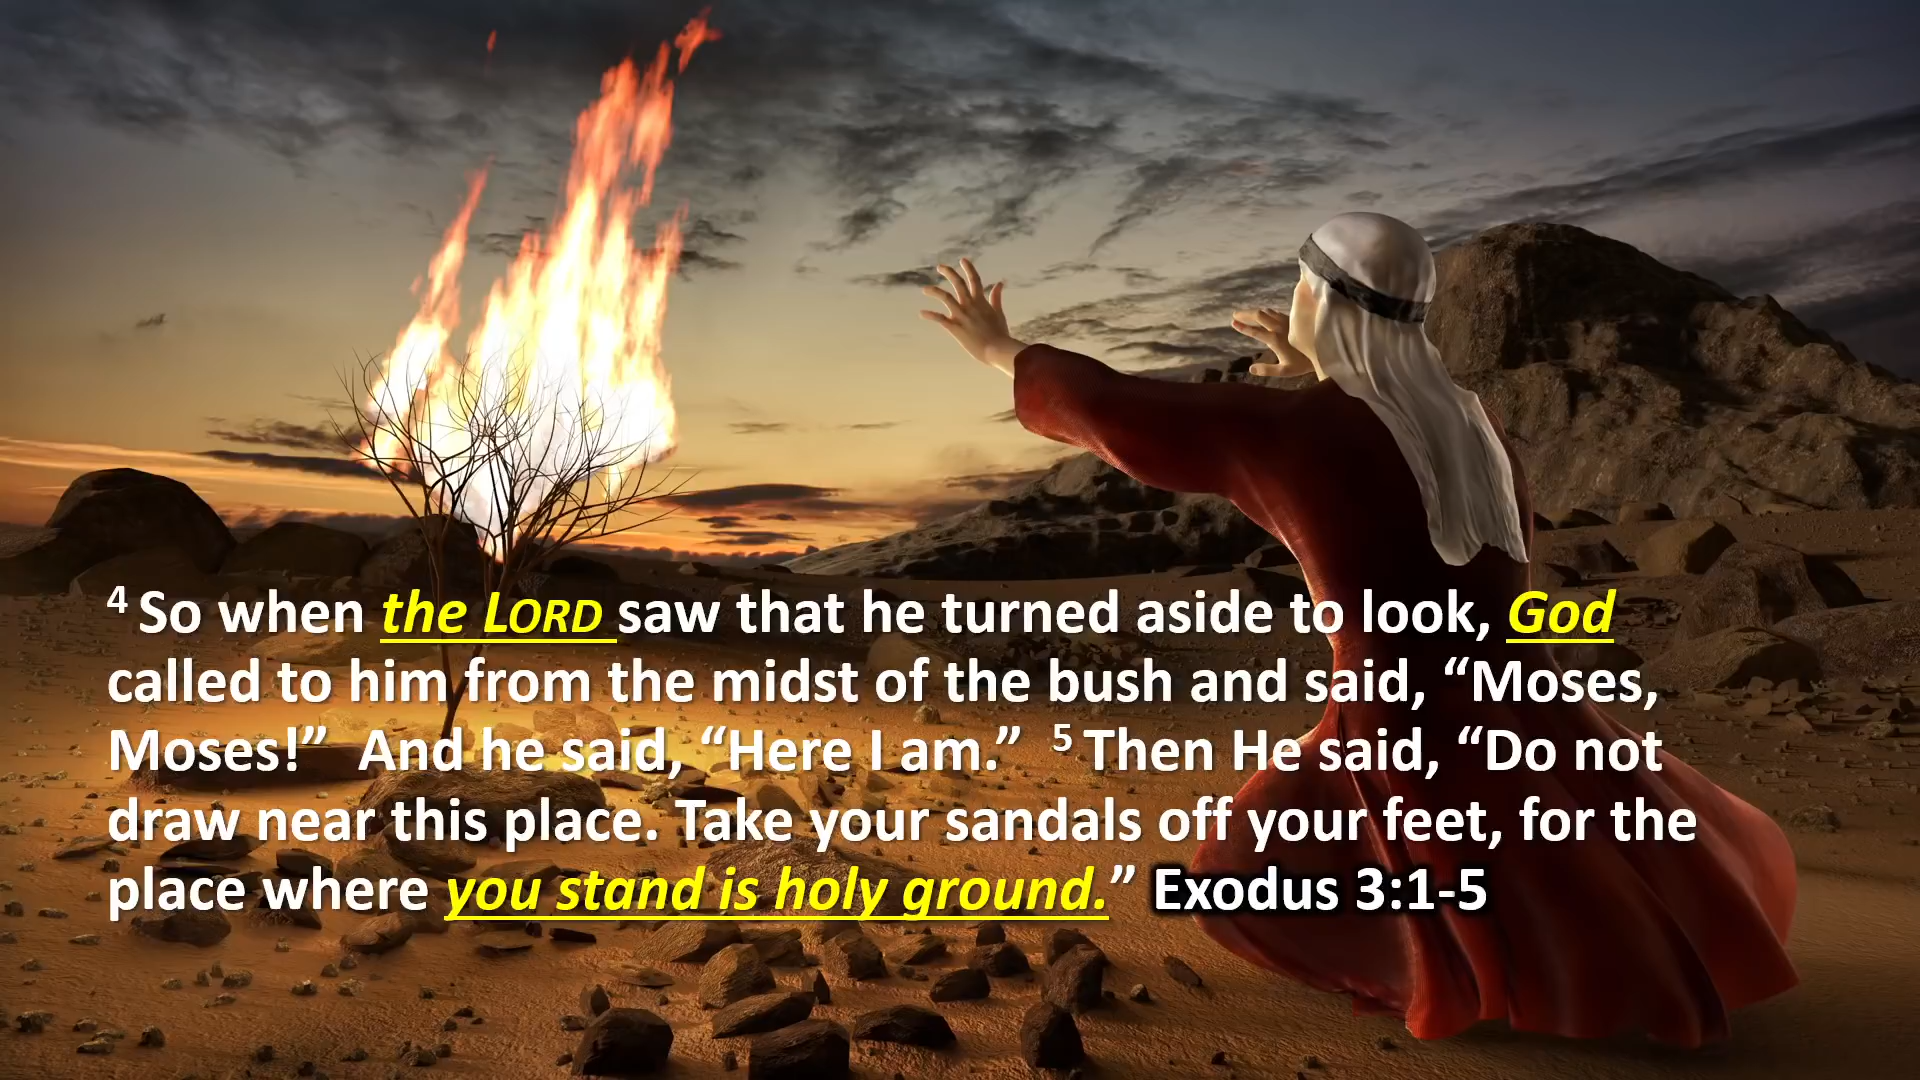 4 So when the LORD saw that he turned aside to look, God
called to him from the midst of the bush and said, “Moses,
Moses!”  And he said, “Here I am.”  5 Then He said, “Do not
draw near this place. Take your sandals off your feet, for the
place where you stand is holy ground.” Exodus 3:1-5